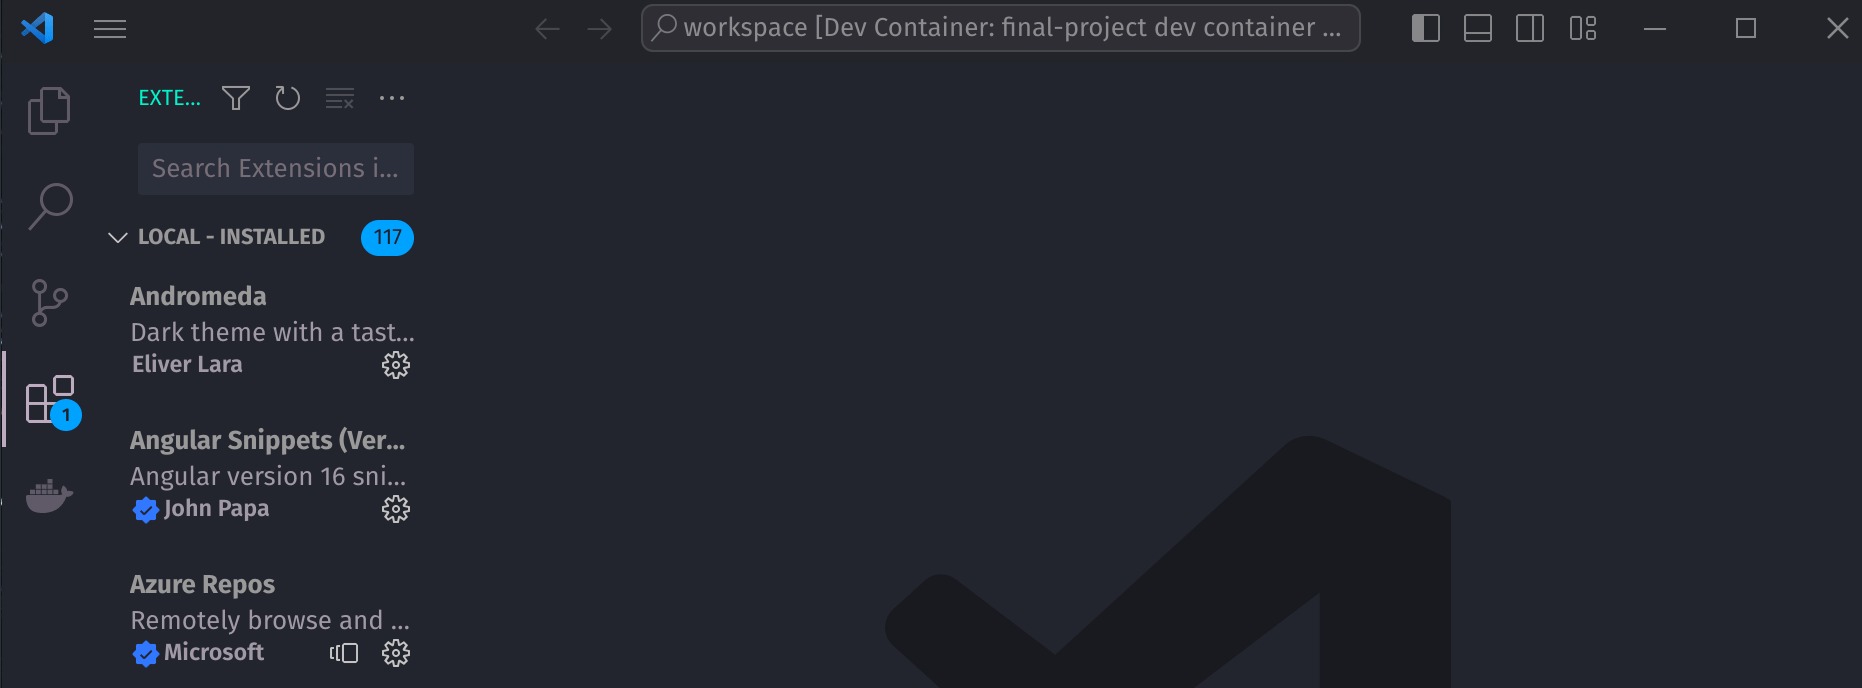 workspace [Dev Container: final-project dev container ...
EXTE...
Search Extensions i...
LOCAL - INSTALLED 117
Andromeda
Dark theme with a tast...
Eliver Lara
1
Angular Snippets (Ver...
Angular version 16 sni...
John Papa
Azure Repos
Remotely browse and ...
Microsoft